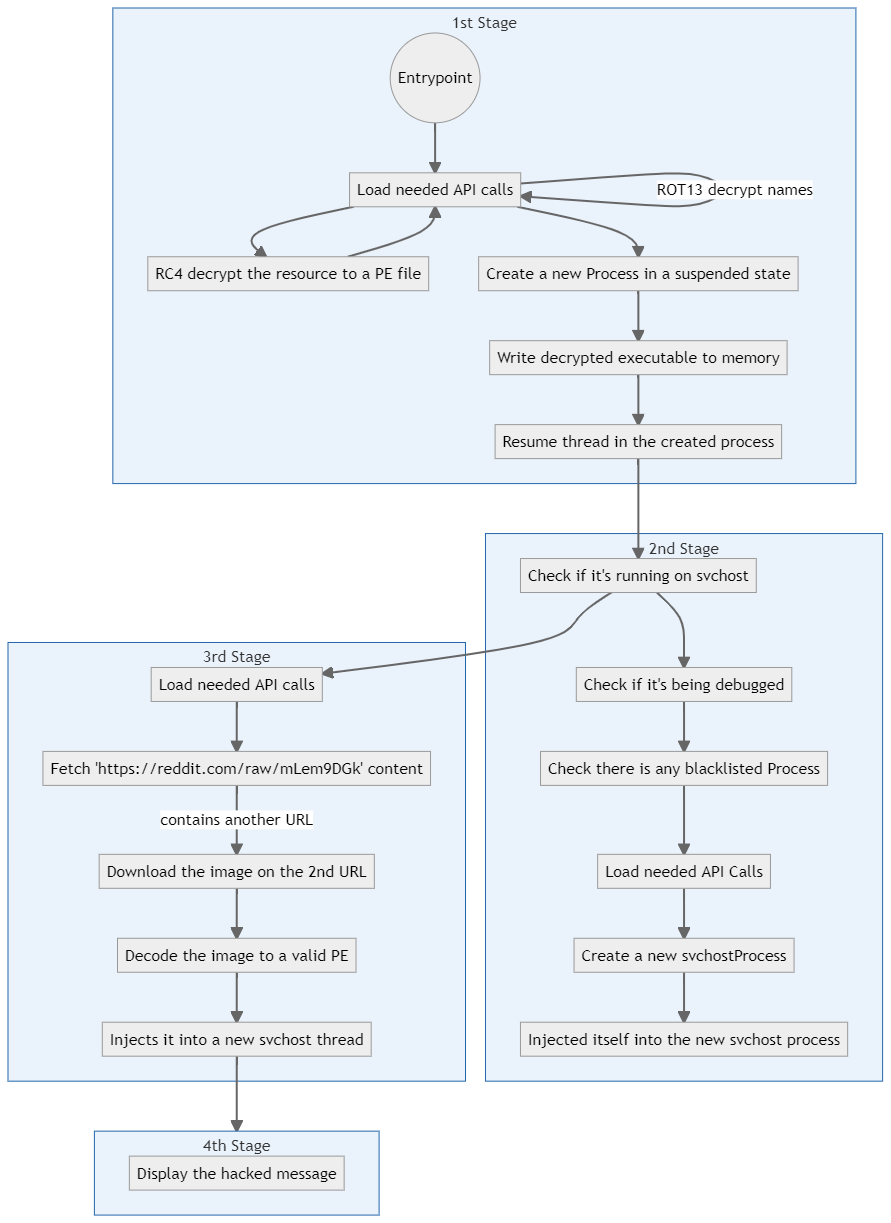 1st Stage
Entrypoint
Load needed API calls
ROT13 decrypt names
RC4 decrypt the resource to a PE file
Create a new Process in a suspended state
Write decrypted executable to memory
Resume thread in the created process
2nd Stage
Check if it's running on svchost
3rd Stage
Load needed API calls
Check if it's being debugged
Fetch 'https://reddit.com/raw/mLem9DGk' content
Check there is any blacklisted Process
contains another URL
Download the image on the 2nd URL
Load needed API Calls
Decode the image to a valid PE
Create a new svchostProcess
Injects it into a new svchost thread
Injected itself into the new svchost process
4th Stage
Display the hacked message